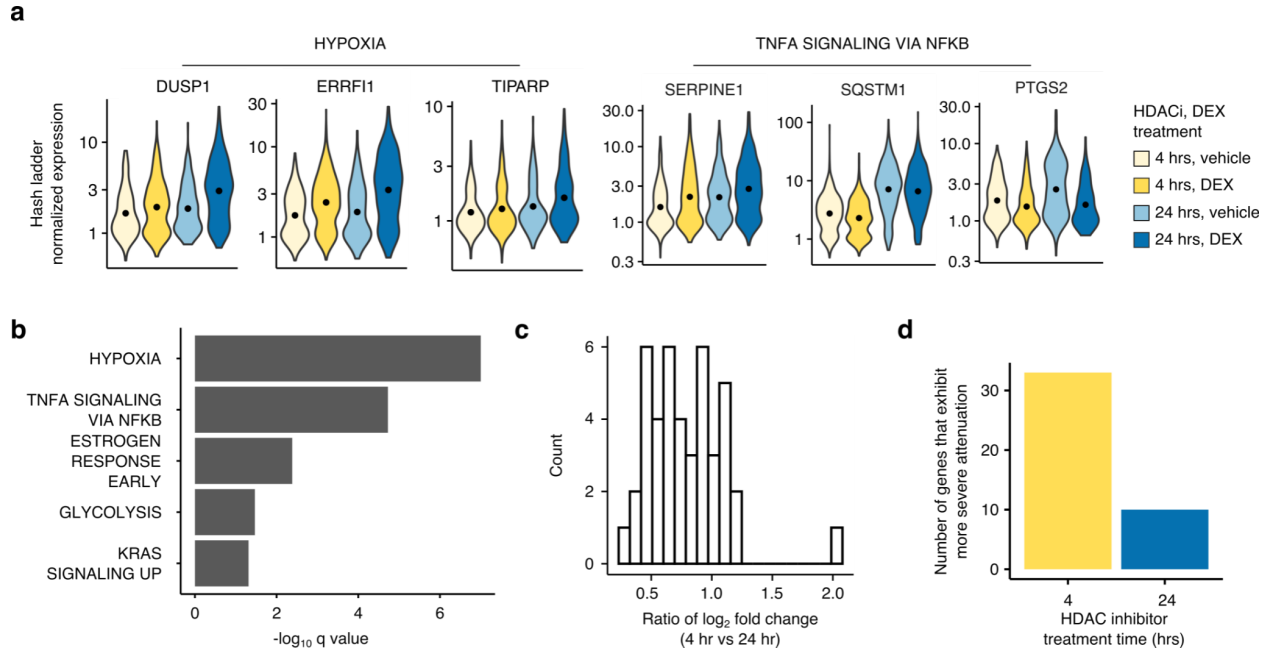 a
HYPOXIA
TNFA SIGNALING VIA NFKB
DUSP1
ERRFI1
TIPARP
SERPINE1
SQSTM1
PTGS2
Hash ladder
normalized expression
10
3
1
30
10
3
1
10
3
1
30.0
10.0
3.0
1.0
0.3
100
10
1
30.0
10.0
3.0
1.0
0.3
HDACi, DEX
treatment
4 hrs, vehicle
4 hrs, DEX
24 hrs, vehicle
24 hrs, DEX
b
HYPOXIA
TNFA SIGNALING
VIA NFKB
ESTROGEN
RESPONSE
EARLY
GLYCOLYSIS
KRAS
SIGNALING UP
0 2 4 6
-log10 q value
c
Count
6
4
2
0
0.5 1.0 1.5 2.0
Ratio of log2 fold change
(4 hr vs 24 hr)
d
Number of genes that exhibit
more severe attenuation
30
20
10
0
4 24
HDAC inhibitor
treatment time (hrs)